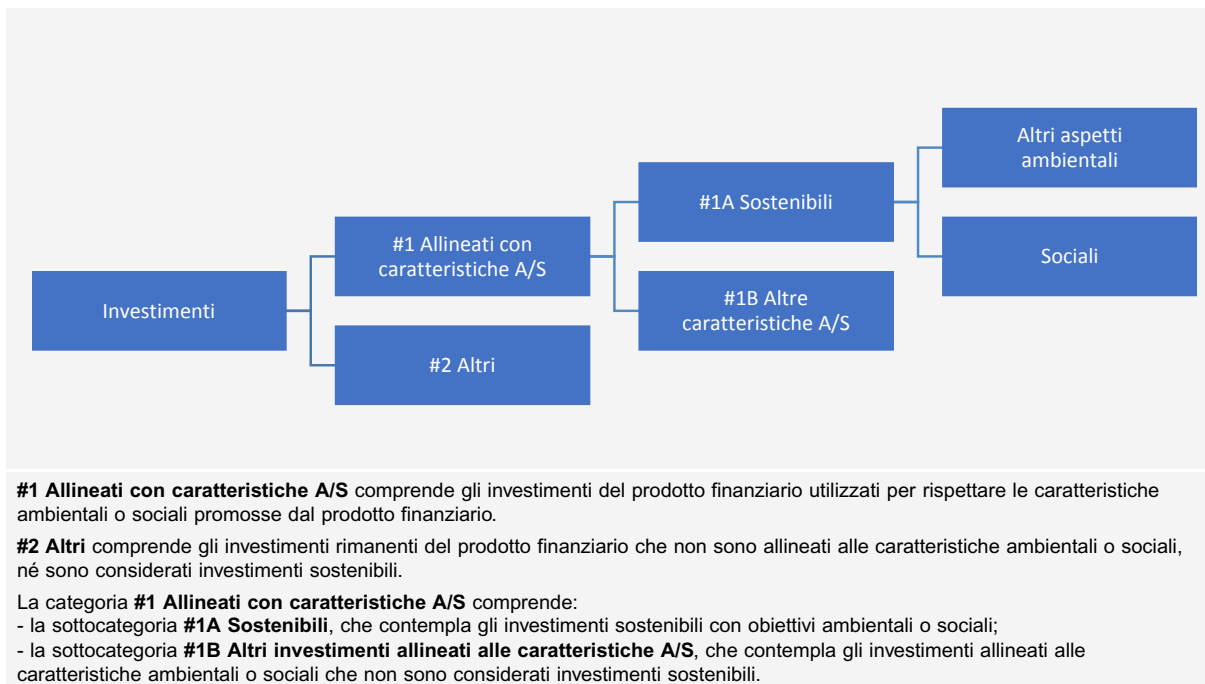 Investimenti
#1 Allineati con
caratteristiche A/S
#2 Altri
#1A Sostenibili
#1B Altre
caratteristiche A/S
Altri aspetti
ambientali
Sociali
#1 Allineati con caratteristiche A/S comprende gli investimenti del prodotto finanziario utilizzati per rispettare le caratteristiche
ambientali o sociali promosse dal prodotto finanziario.
#2 Altri comprende gli investimenti rimanenti del prodotto finanziario che non sono allineati alle caratteristiche ambientali o sociali,
né sono considerati investimenti sostenibili.
La categoria #1 Allineati con caratteristiche A/S comprende:
- la sottocategoria #1A Sostenibili, che contempla gli investimenti sostenibili con obiettivi ambientali o sociali;
- la sottocategoria #1B Altri investimenti allineati alle caratteristiche A/S, che contempla gli investimenti allineati alle
caratteristiche ambientali o sociali che non sono considerati investimenti sostenibili.